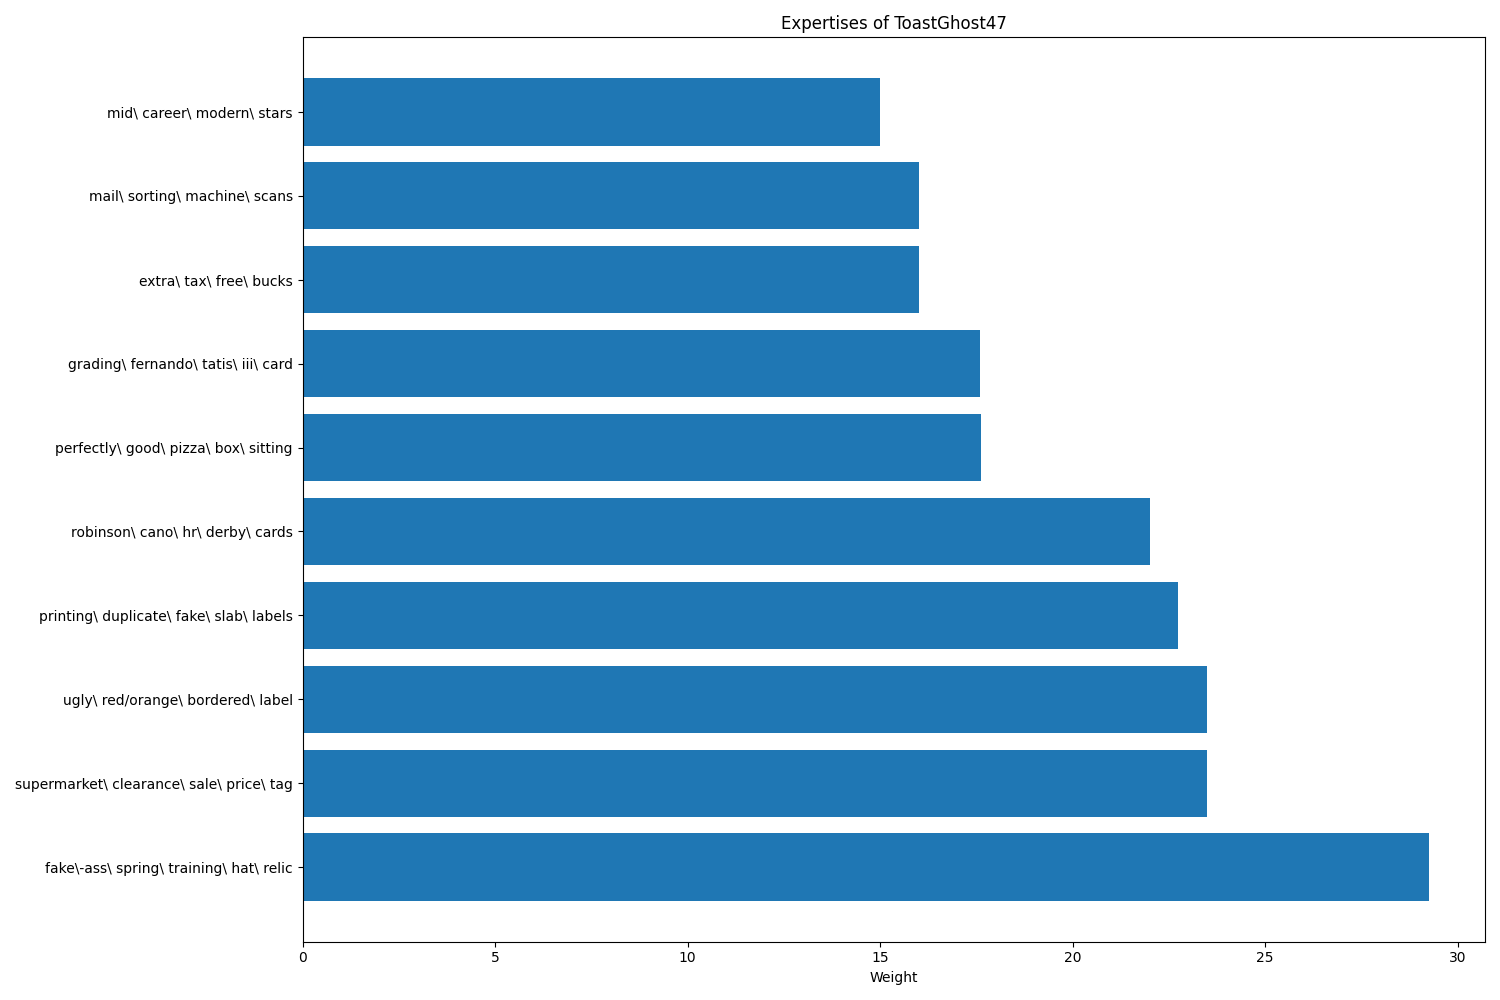 Expertises of ToastGhost47
mid\ career\ modern\ stars
mail\ sorting\ machine\ scans
extra\ tax\ free\ bucks
grading\ fernando\ tatis\ iii\ card
perfectly\ good\ pizza\ box\ sitting
robinson\ cano\ hr\ derby\ cards
printing\ duplicate\ fake\ slab\ labels
ugly\ red/orange\ bordered\ label
supermarket\ clearance\ sale\ price\ tag
fake\-ass\ spring\ training\ hat\ relic
0 5 10 15 20 25 30
Weight